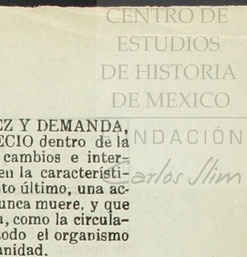 CENTRO DE
ESTUDIOS
DE HISTORIA
DE MEXICO
FUNDACIÓN
Carlos Slim
EZ Y DEMANDA,
ECIO dentro de la
cambios e inter-
en la característi-
to último, una ac-
unca muere, y que
a, como la circula-
odo el organismo
anidad.